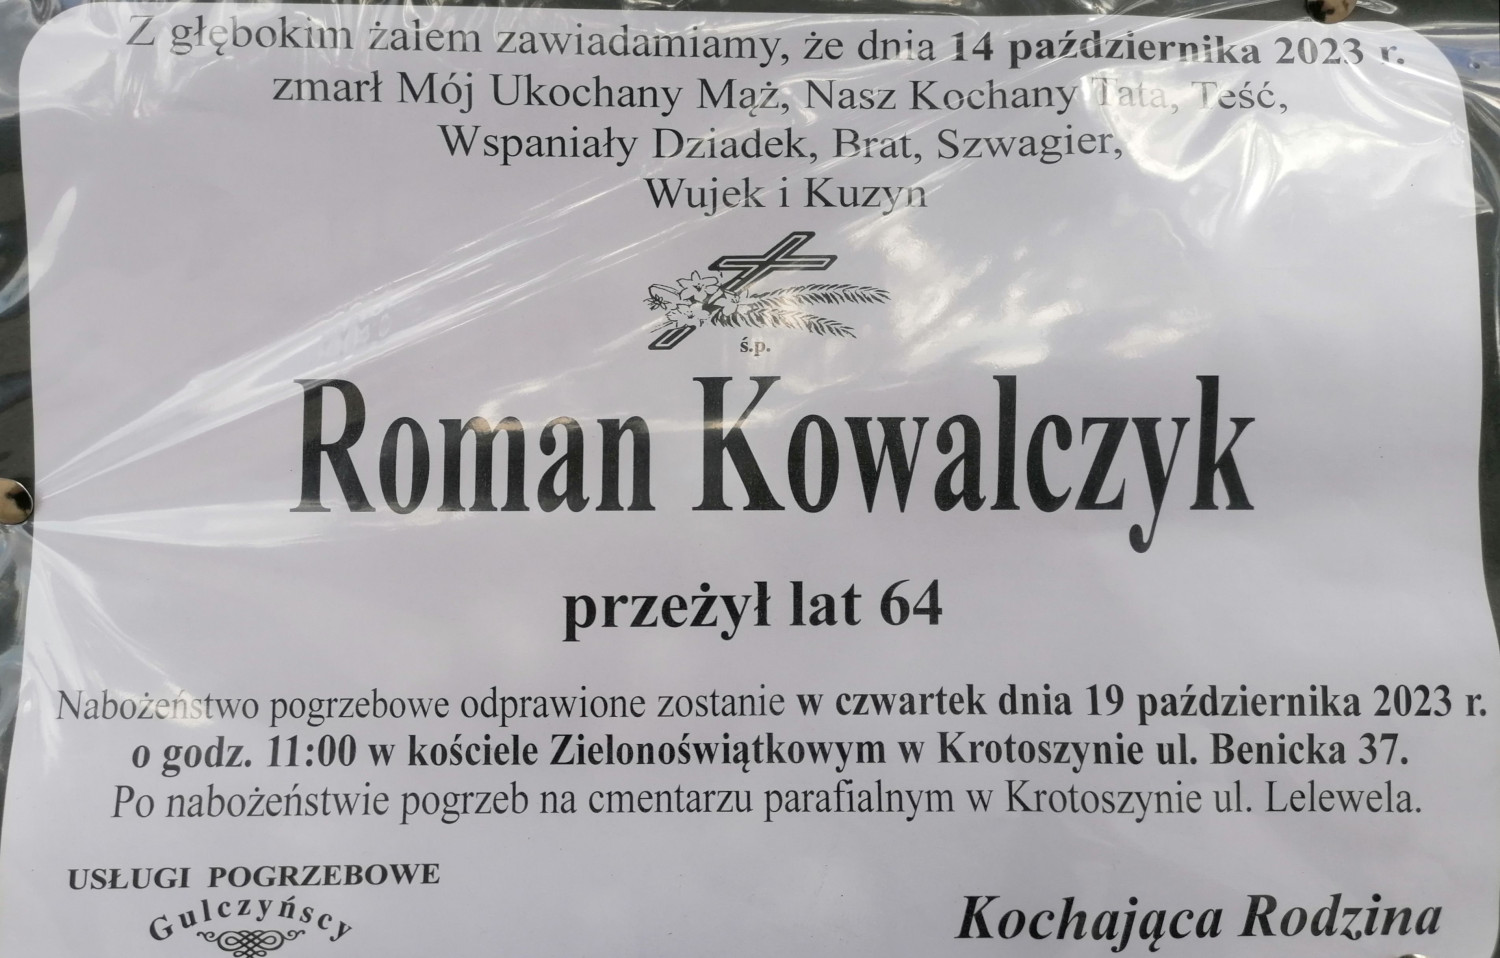 Z głębokim żalem zawiadamiamy, że dnia 14 października 2023 r.
zmarł Mój Ukochany Mąż, Nasz Kochany Tata, Teść,
Wspaniały Dziadek, Brat, Szwagier,
Wujek i Kuzyn
ś.p.
Roman Kowalczyk
przeżył lat 64
Nabożeństwo pogrzebowe odprawione zostanie w czwartek dnia 19 października 2023 r.
o godz. 11:00 w kościele Zielonoświątkowym w Krotoszynie ul. Benicka 37.
Po nabożeństwie pogrzeb na cmentarzu parafialnym w Krotoszynie ul. Lelewela.
USŁUGI POGRZEBOWE
Gulczyńscy
Kochająca Rodzina